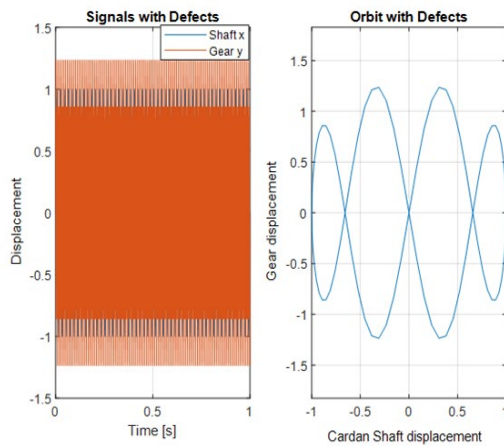 Signals with Defects
Shaft x
Gear y
1.5
1
0.5
0
-0.5
-1
-1.5
Displacement
0
0.5
1
Time [s]
Orbit with Defects
1.5
1
0.5
0
-0.5
-1
-1.5
Gear displacement
-1
-0.5
0
0.5
Cardan Shaft displacement